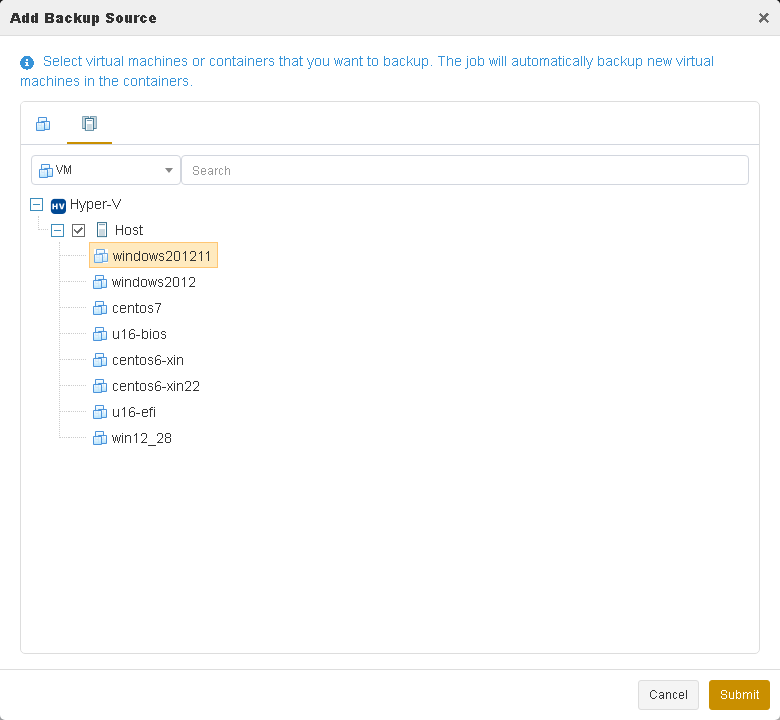 Add Backup Source
Select virtual machines or containers that you want to backup. The job will automatically backup new virtual
machines in the containers.
VM
Search
HV Hyper-V
Host
windows201211
windows2012
centos7
u16-bios
centos6-xin
centos6-xin22
u16-efi
win12_28
Cancel
Submit